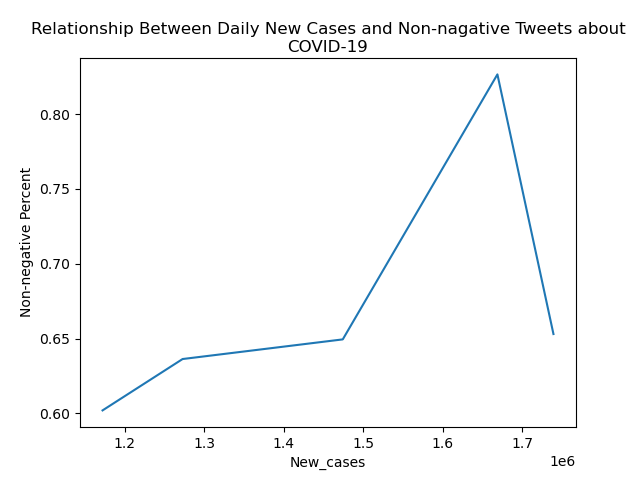 Relationship Between Daily New Cases and Non-nagative Tweets about
COVID-19
Non-negative Percent
0.80
0.75
0.70
0.65
0.60
1.2 1.3 1.4 1.5 1.6 1.7
1e6
New_cases